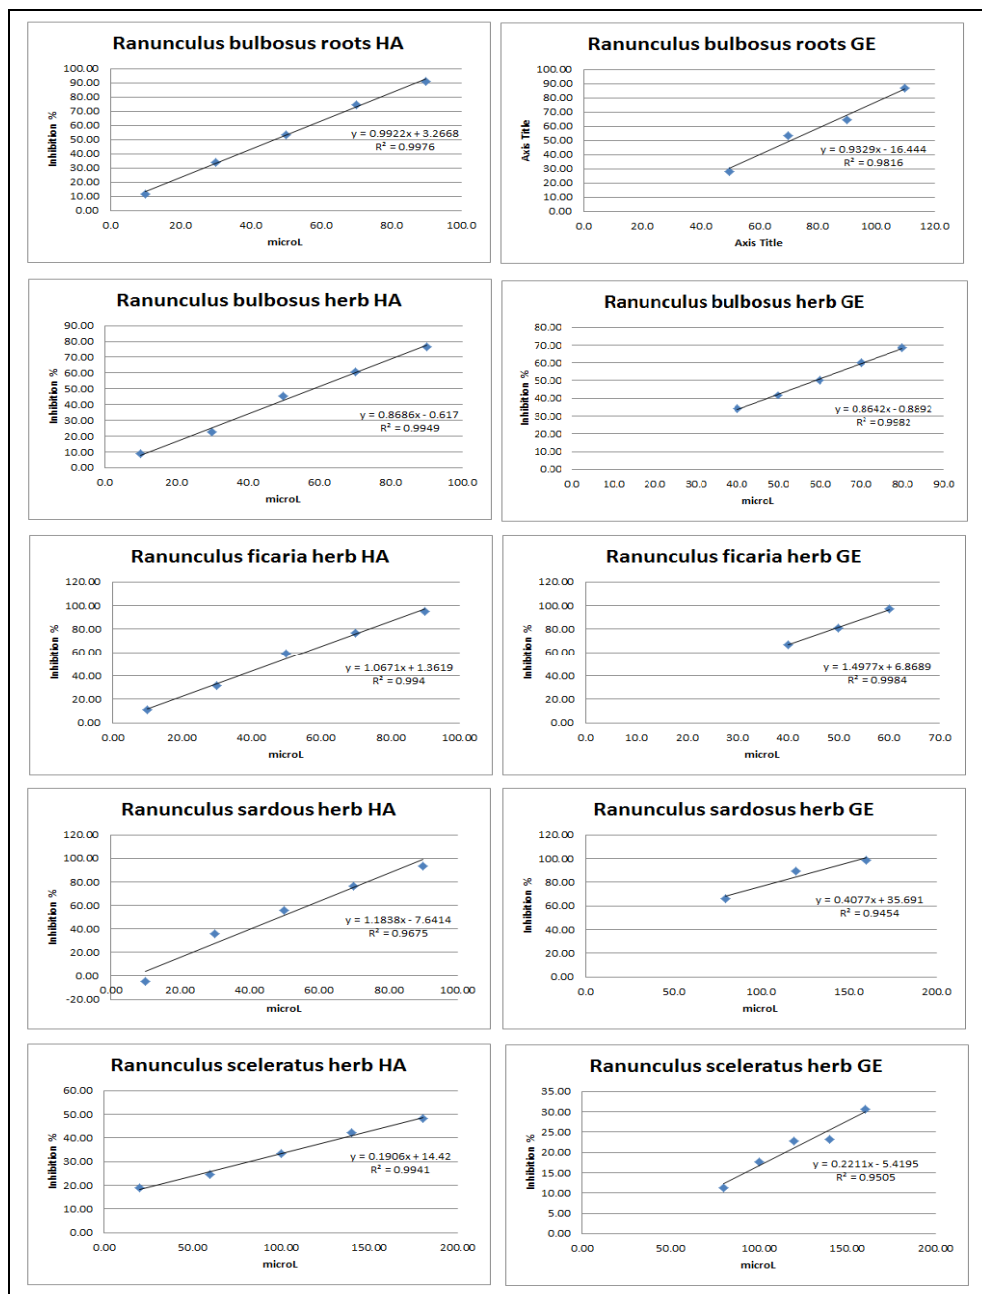 Ranunculus bulbosus roots HA
100.00
90.00
80.00
70.00
60.00
50.00
40.00
30.00
20.00
10.00
0.00
Inhibition %
y = 0.9922x + 3.2668
R² = 0.9976
0.0 20.0 40.0 60.0 80.0 100.0
microL
Ranunculus bulbosus roots GE
100.00
90.00
80.00
70.00
60.00
50.00
40.00
30.00
20.00
10.00
0.00
Axis Title
y = 0.9329x - 16.444
R² = 0.9816
0.0 20.0 40.0 60.0 80.0 100.0 120.0
Axis Title
Ranunculus bulbosus herb HA
90.00
80.00
70.00
60.00
50.00
40.00
30.00
20.00
10.00
0.00
Inhibition %
y = 0.8686x - 0.617
R² = 0.9949
0.0 20.0 40.0 60.0 80.0 100.0
microL
Ranunculus bulbosus herb GE
80.00
70.00
60.00
50.00
40.00
30.00
20.00
10.00
0.00
Inhibition %
y = 0.8642x - 0.8892
R² = 0.9982
0.0 10.0 20.0 30.0 40.0 50.0 60.0 70.0 80.0 90.0
microL
Ranunculus ficaria herb HA
120.00
100.00
80.00
60.00
40.00
20.00
0.00
Inhibition %
y = 1.0671x + 1.3619
R² = 0.994
0.00 20.00 40.00 60.00 80.00 100.00
microL
Ranunculus ficaria herb GE
120.00
100.00
80.00
60.00
40.00
20.00
0.00
Inhibition %
y = 1.4977x + 6.8689
R² = 0.9984
0.0 10.0 20.0 30.0 40.0 50.0 60.0 70.0
microL
Ranunculus sardous herb HA
120.00
100.00
80.00
60.00
40.00
20.00
0.00
-20.00
Inhibition %
y = 1.1838x - 7.6414
R² = 0.9675
0.00 20.00 40.00 60.00 80.00 100.00
microL
Ranunculus sardosus herb GE
120.00
100.00
80.00
60.00
40.00
20.00
0.00
Inhibition %
y = 0.4077x + 35.691
R² = 0.9454
0.0 50.0 100.0 150.0 200.0
microL
Ranunculus sceleratus herb HA
60.00
50.00
40.00
30.00
20.00
10.00
0.00
Inhibition %
y = 0.1906x + 14.42
R² = 0.9941
0.00 50.00 100.00 150.00 200.00
microL
Ranunculus sceleratus herb GE
35.00
30.00
25.00
20.00
15.00
10.00
5.00
0.00
Inhibition %
y = 0.2211x - 5.4195
R² = 0.9505
0.00 50.00 100.00 150.00 200.00
microL